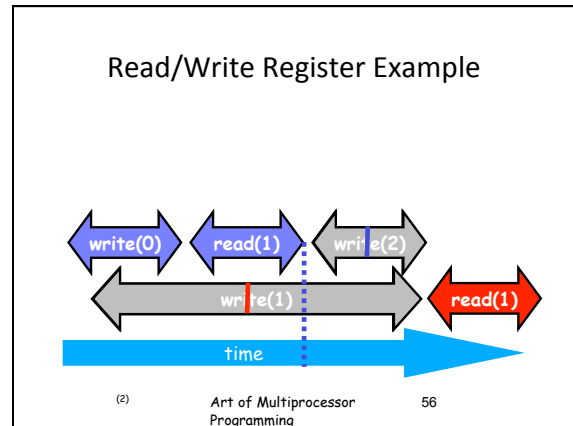 Read/Write Register Example
write(0) read(1) write(2)
write(1) read(1)
time
(2) Art of Multiprocessor 56
Programming